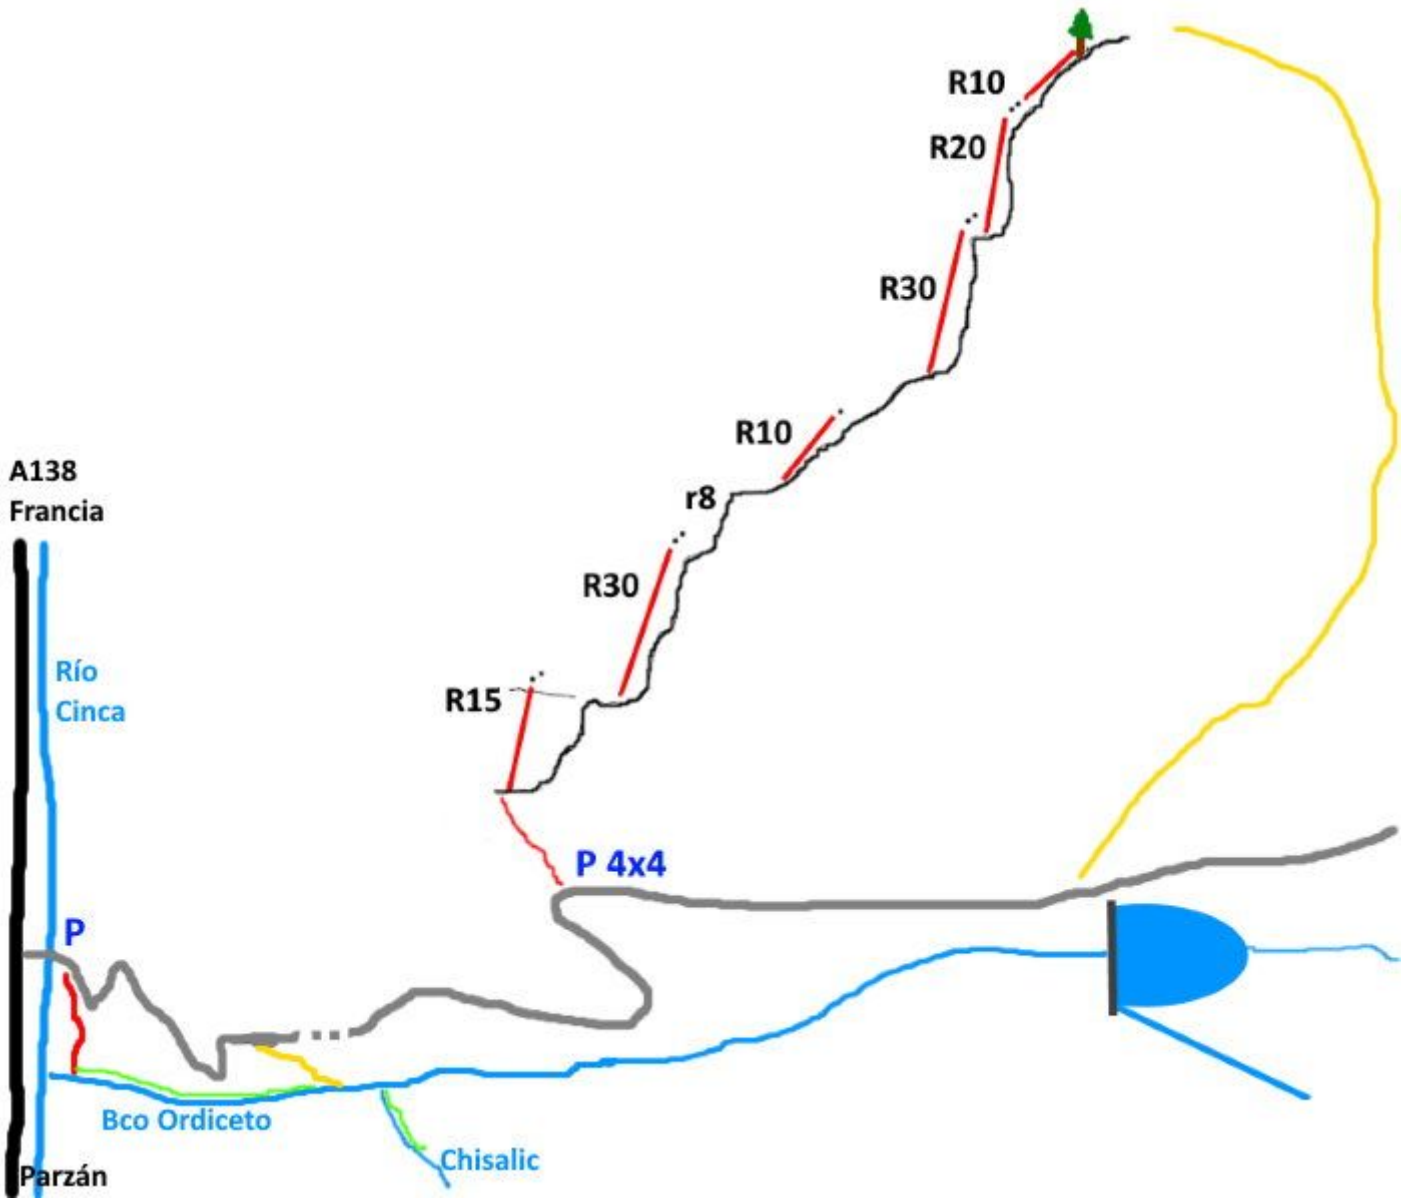 R10
R20
R30
R10
A138
Francia
r8
R30
Río
Cinca
R15
P 4x4
P
Bco Ordiceto
Chisalic
Parzán